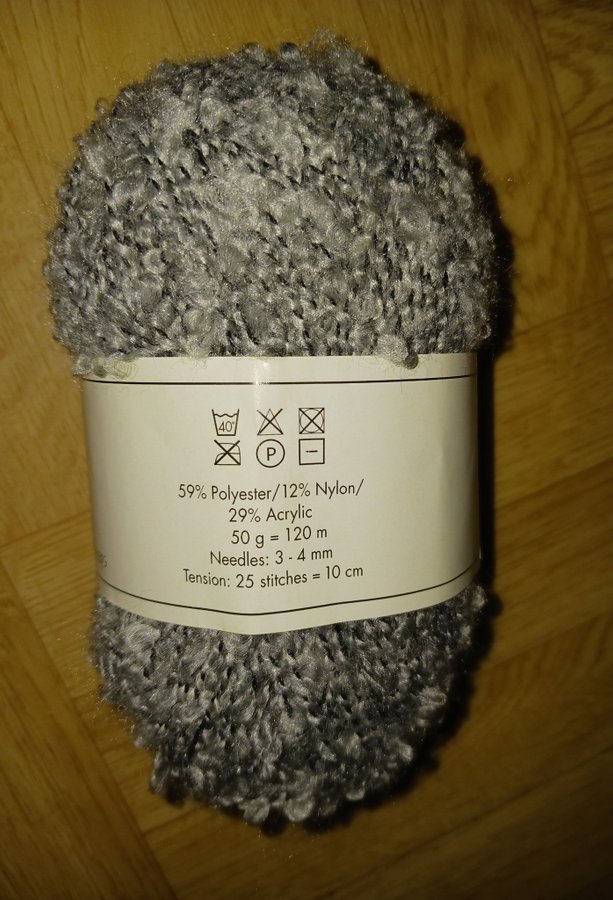 40°
P
59% Polyester/12% Nylon/
29% Acrylic
50 g = 120 m
Needles: 3 - 4 mm
Tension: 25 stitches = 10 cm